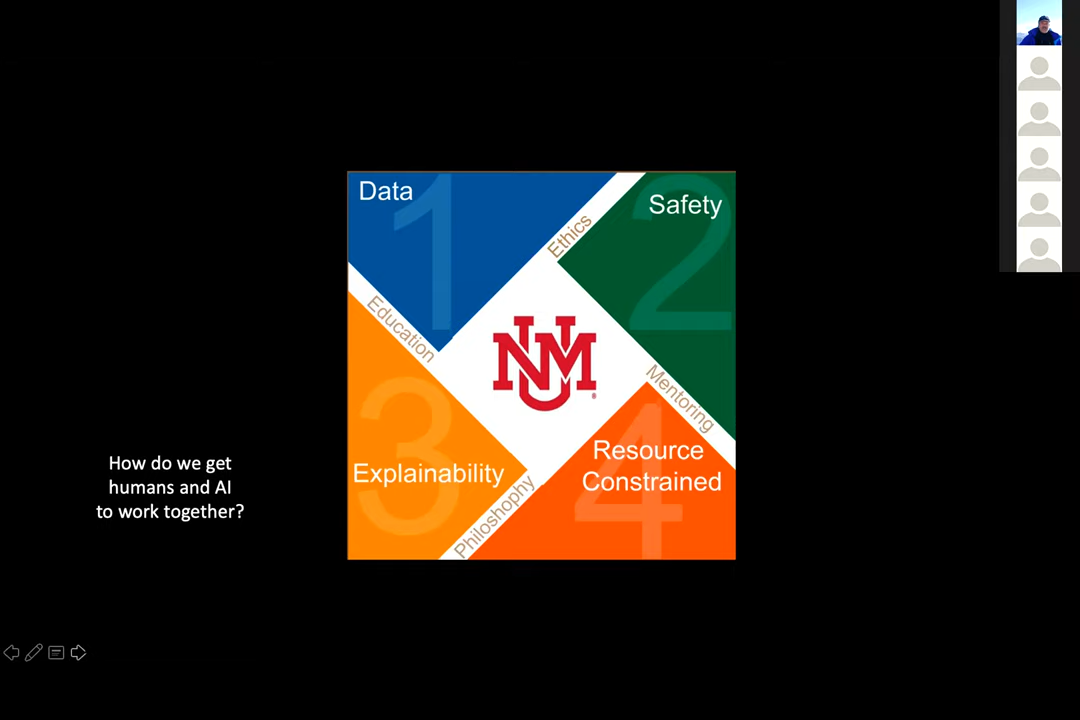 Data
1
Ethics
Safety
2
Education
UNM
®
Mentoring
3
Explainability
4
Resource
Constrained
Philoshophy
How do we get
humans and AI
to work together?